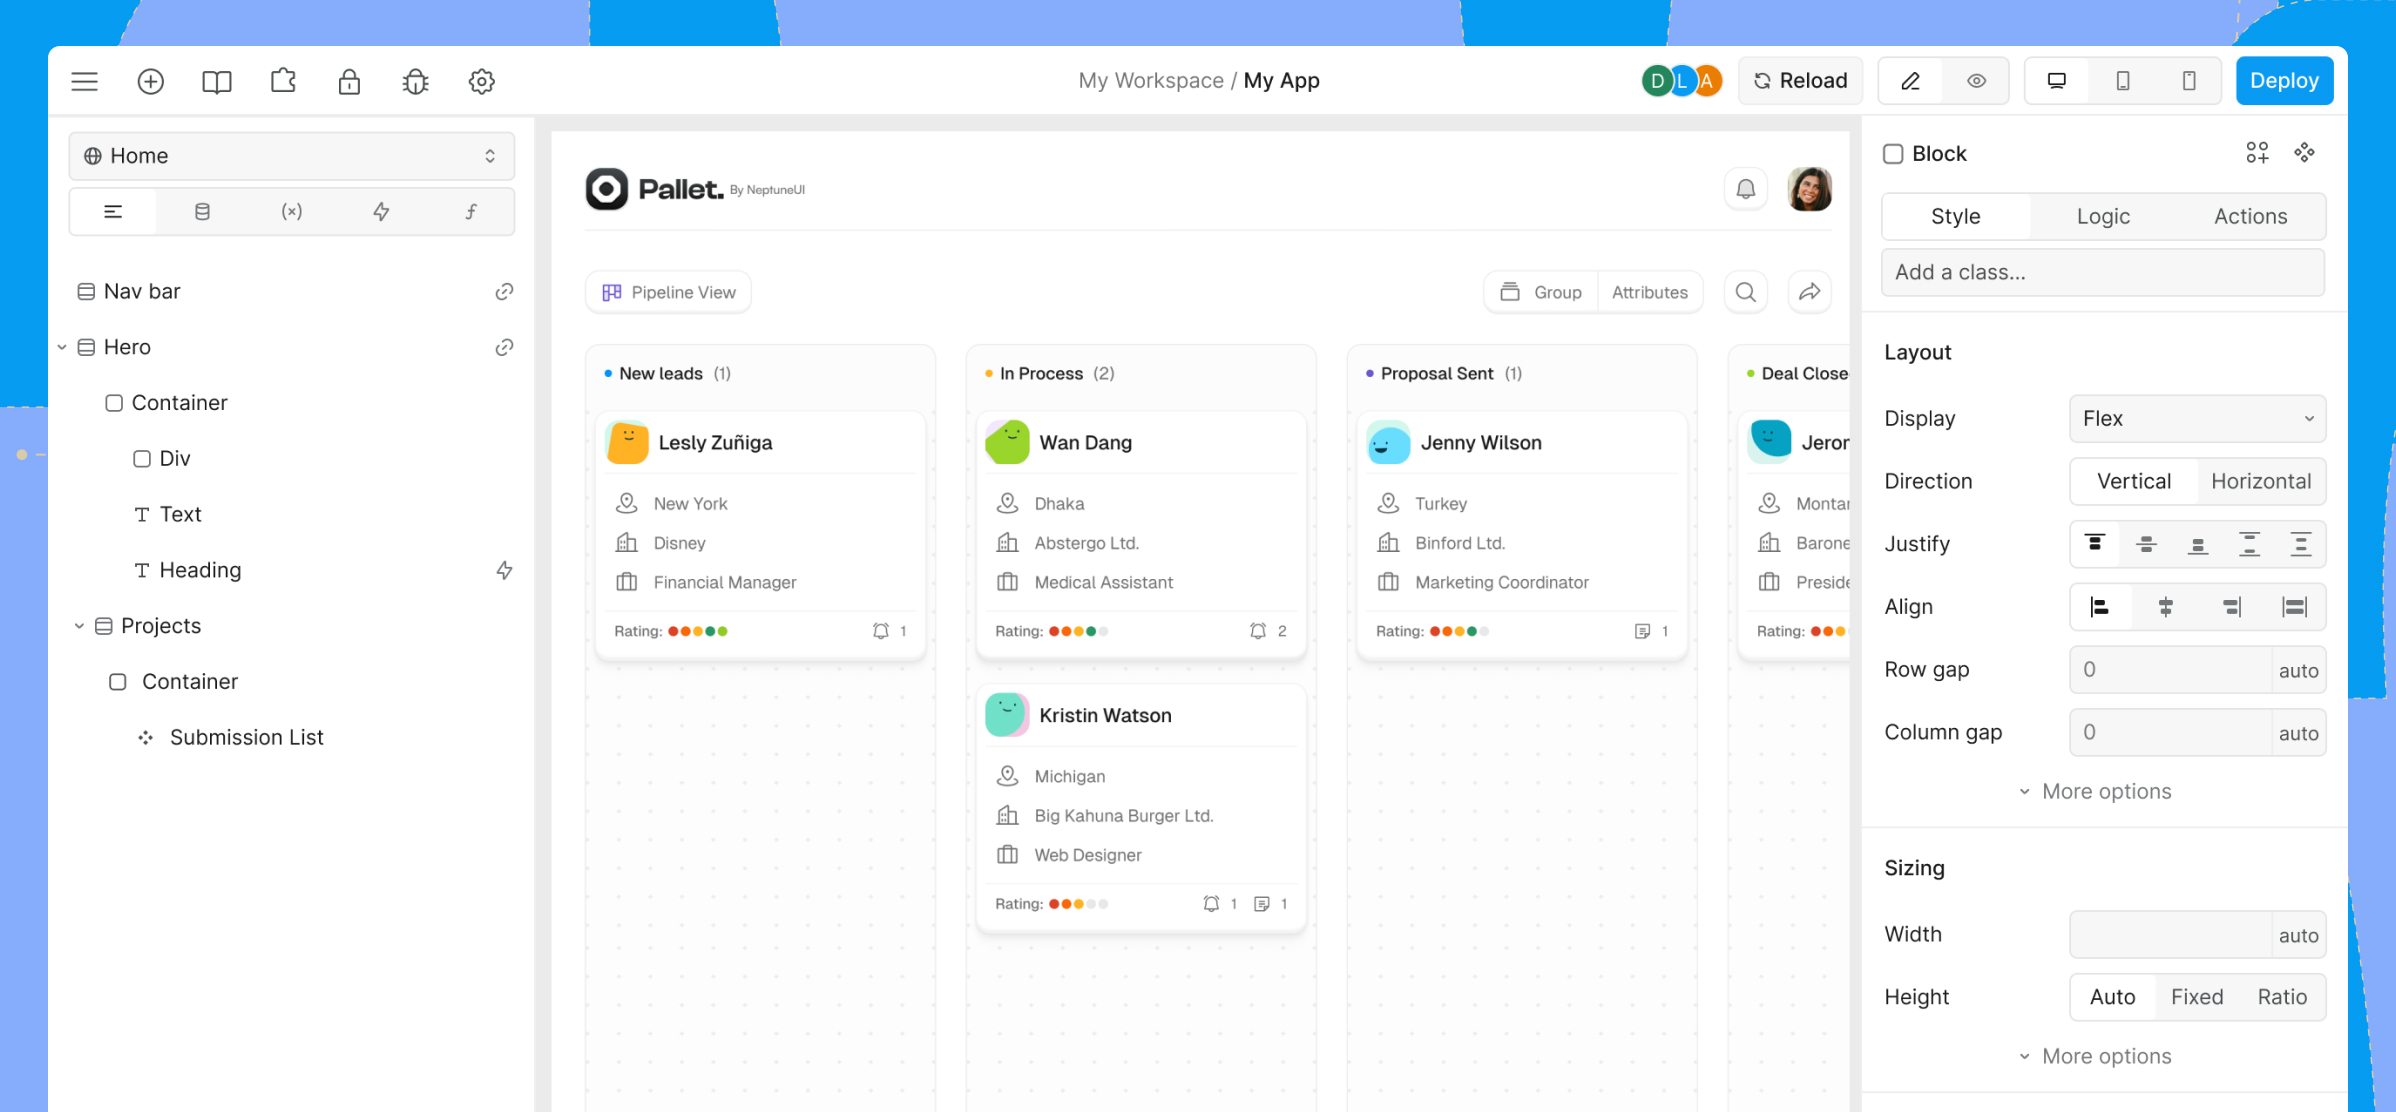 My Workspace / My App
D L A
Reload
Deploy
Home
(×)
f
Nav bar
Hero
Container
Div
T Text
T Heading
Projects
Container
Submission List
Pallet. By NeptuneUI
Pipeline View
Group Attributes
New leads (1)
Lesly Zuñiga
New York
Disney
Financial Manager
Rating: 1
In Process (2)
Wan Dang
Dhaka
Abstergo Ltd.
Medical Assistant
Rating: 2
Kristin Watson
Michigan
Big Kahuna Burger Ltd.
Web Designer
Rating: 1 1
Proposal Sent (1)
Jenny Wilson
Turkey
Binford Ltd.
Marketing Coordinator
Rating: 1
Deal Close
Jeror
Montar
Barone
Preside
Rating:
Block
Style Logic Actions
Add a class...
Layout
Display Flex
Direction Vertical Horizontal
Justify
Align
Row gap 0 auto
Column gap 0 auto
More options
Sizing
Width auto
Height Auto Fixed Ratio
More options